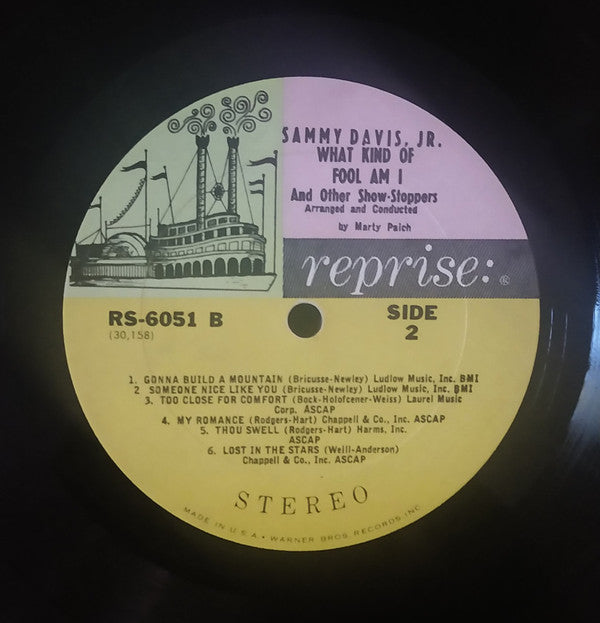 SAMMY DAVIS, JR.
WHAT KIND OF
FOOL AM I
And Other Show-Stoppers
Arranged and Conducted
by Marty Paich
reprise: ®
RS-6051 B
(30,158)
SIDE
2
1. GONNA BUILD A MOUNTAIN (Bricusse-Newley) Ludlow Music, Inc. BMI
2. SOMEONE NICE LIKE YOU (Bricusse-Newley) Ludlow Music, Inc. BMI
3. TOO CLOSE FOR COMFORT (Bock-Holofcener-Weiss) Laurel Music
Corp. ASCAP
4. MY ROMANCE (Rodgers-Hart) Chappell & Co., Inc. ASCAP
5. THOU SWELL (Rodgers-Hart) Harms, Inc.
ASCAP
6. LOST IN THE STARS (Weill-Anderson)
Chappell & Co., Inc. ASCAP
STEREO
MADE IN U.S.A • WARNER BROS. RECORDS INC.